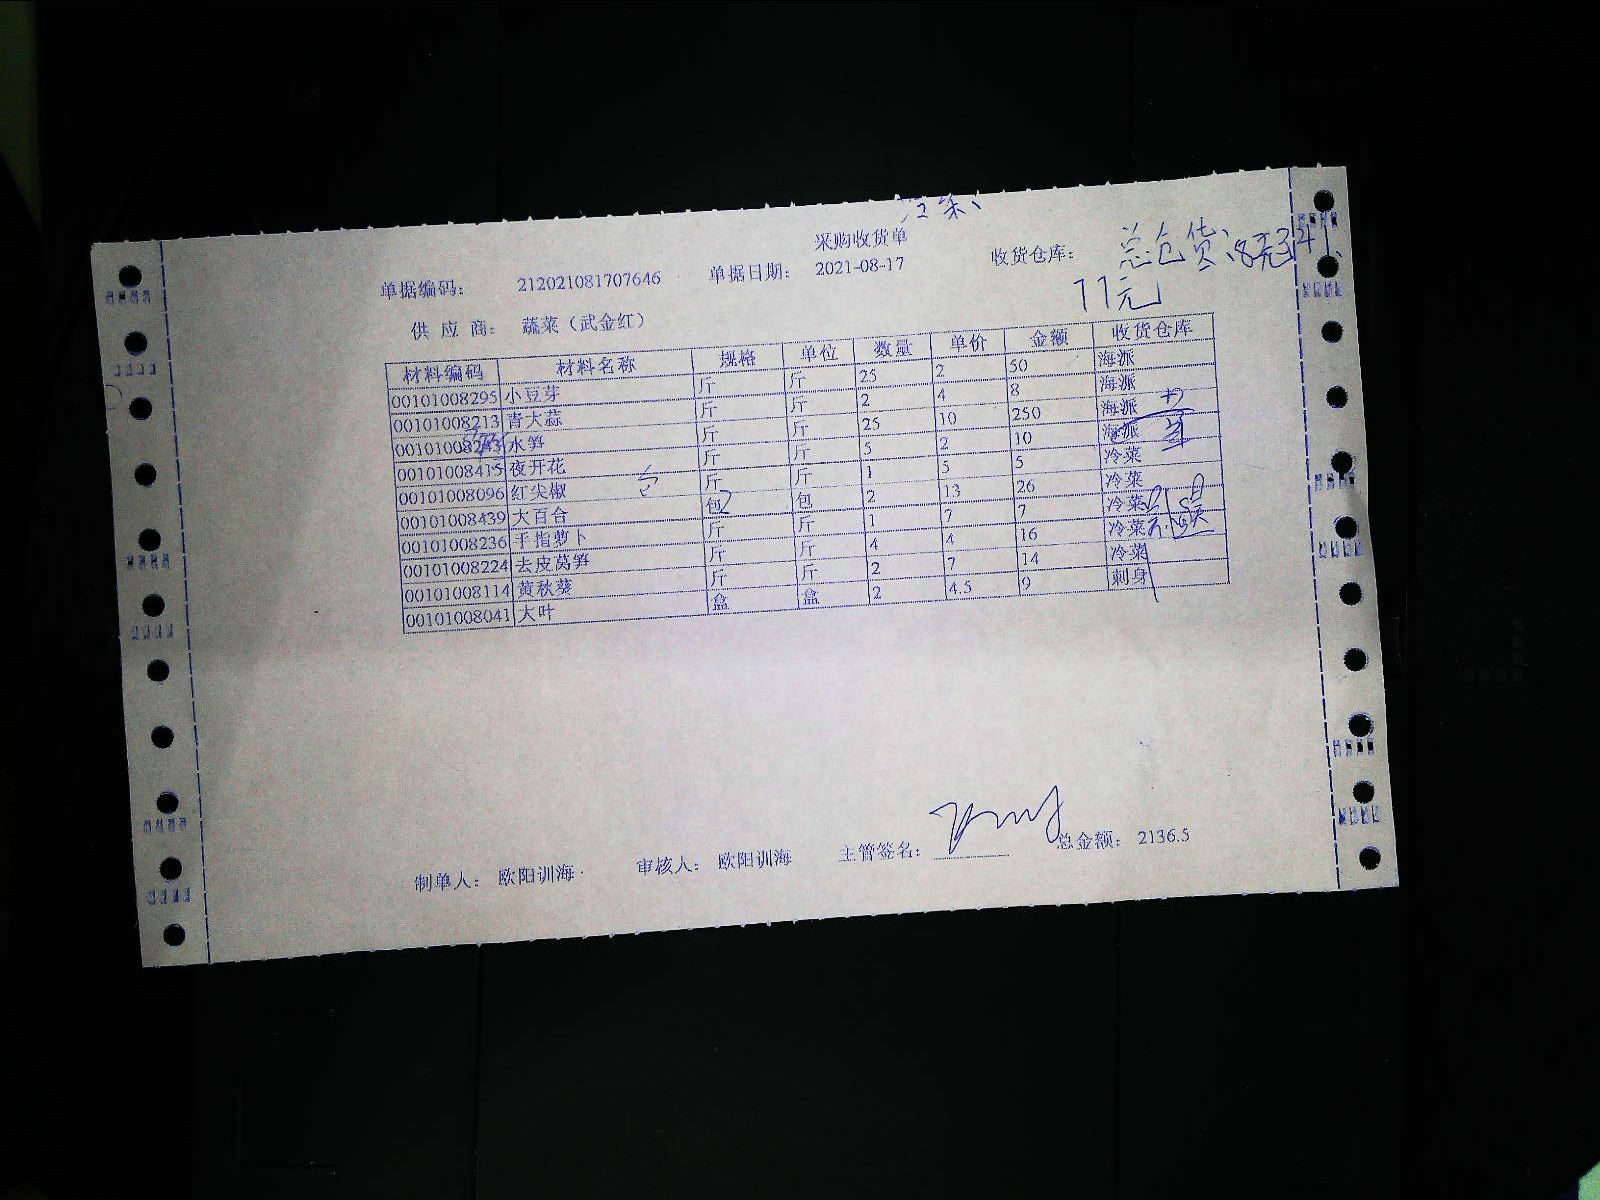 采购收货单
单据编码: 212021081707646 单据日期: 2021-08-17 收货仓库: 总仓货
77元
供应商: 蔬菜(武金红)
材料编码 材料名称 规格 单位 数量 单价 金额 收货仓库
00101008295 小豆芽 斤 斤 25 2 50 海派
00101008213 青大蒜 斤 斤 2 4 8 海派
00101008243 水笋 斤 斤 25 10 250 海派
00101008415 夜开花 斤 斤 5 2 10 海派
00101008096 红尖椒 斤 斤 1 5 5 冷菜
00101008439 大百合 包 包 2 13 26 冷菜
00101008236 手指萝卜 斤 斤 1 7 7 冷菜
00101008224 去皮莴笋 斤 斤 4 4 16 冷菜
00101008114 黄秋葵 斤 斤 2 7 14 冷菜
00101008041 大叶 盒 盒 2 4.5 9 刺身
制单人: 欧阳训海 审核人: 欧阳训海 主管签名: 总金额: 2136.5